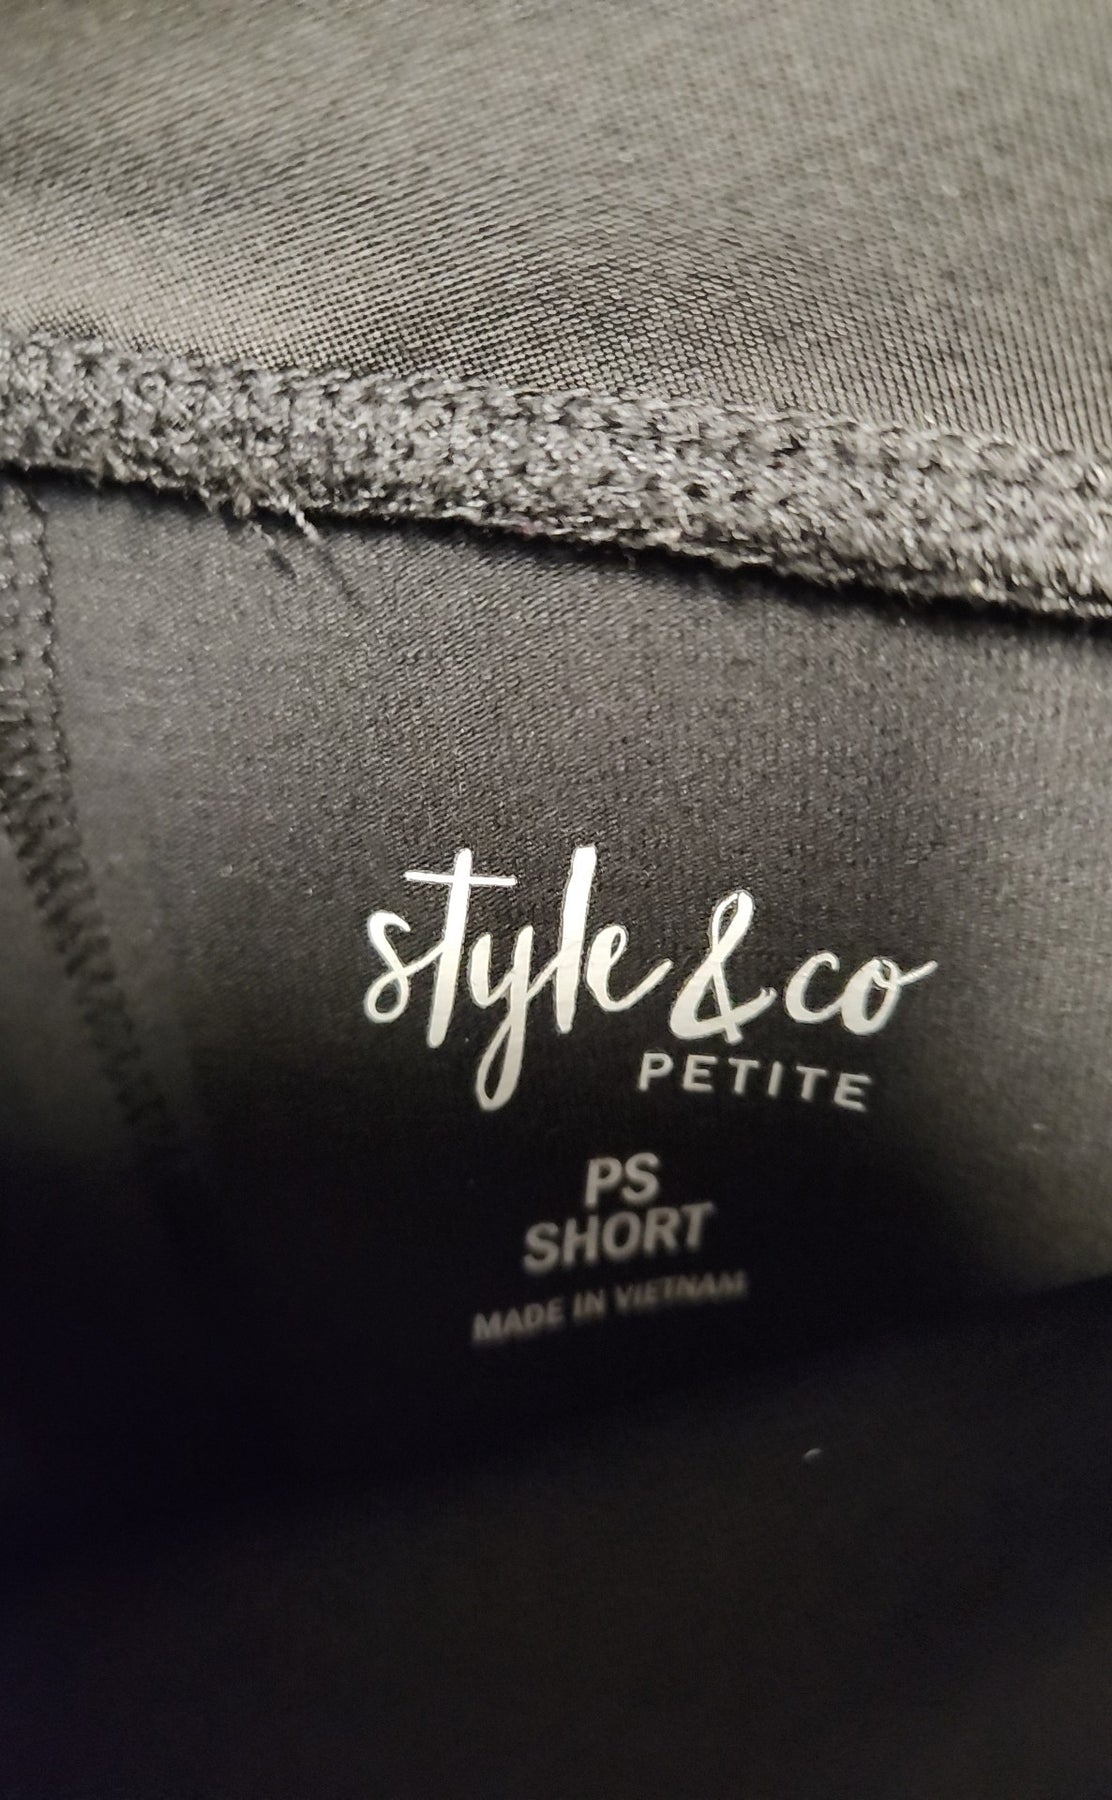 style & co
PETITE
PS
SHORT
MADE IN VIETNAM